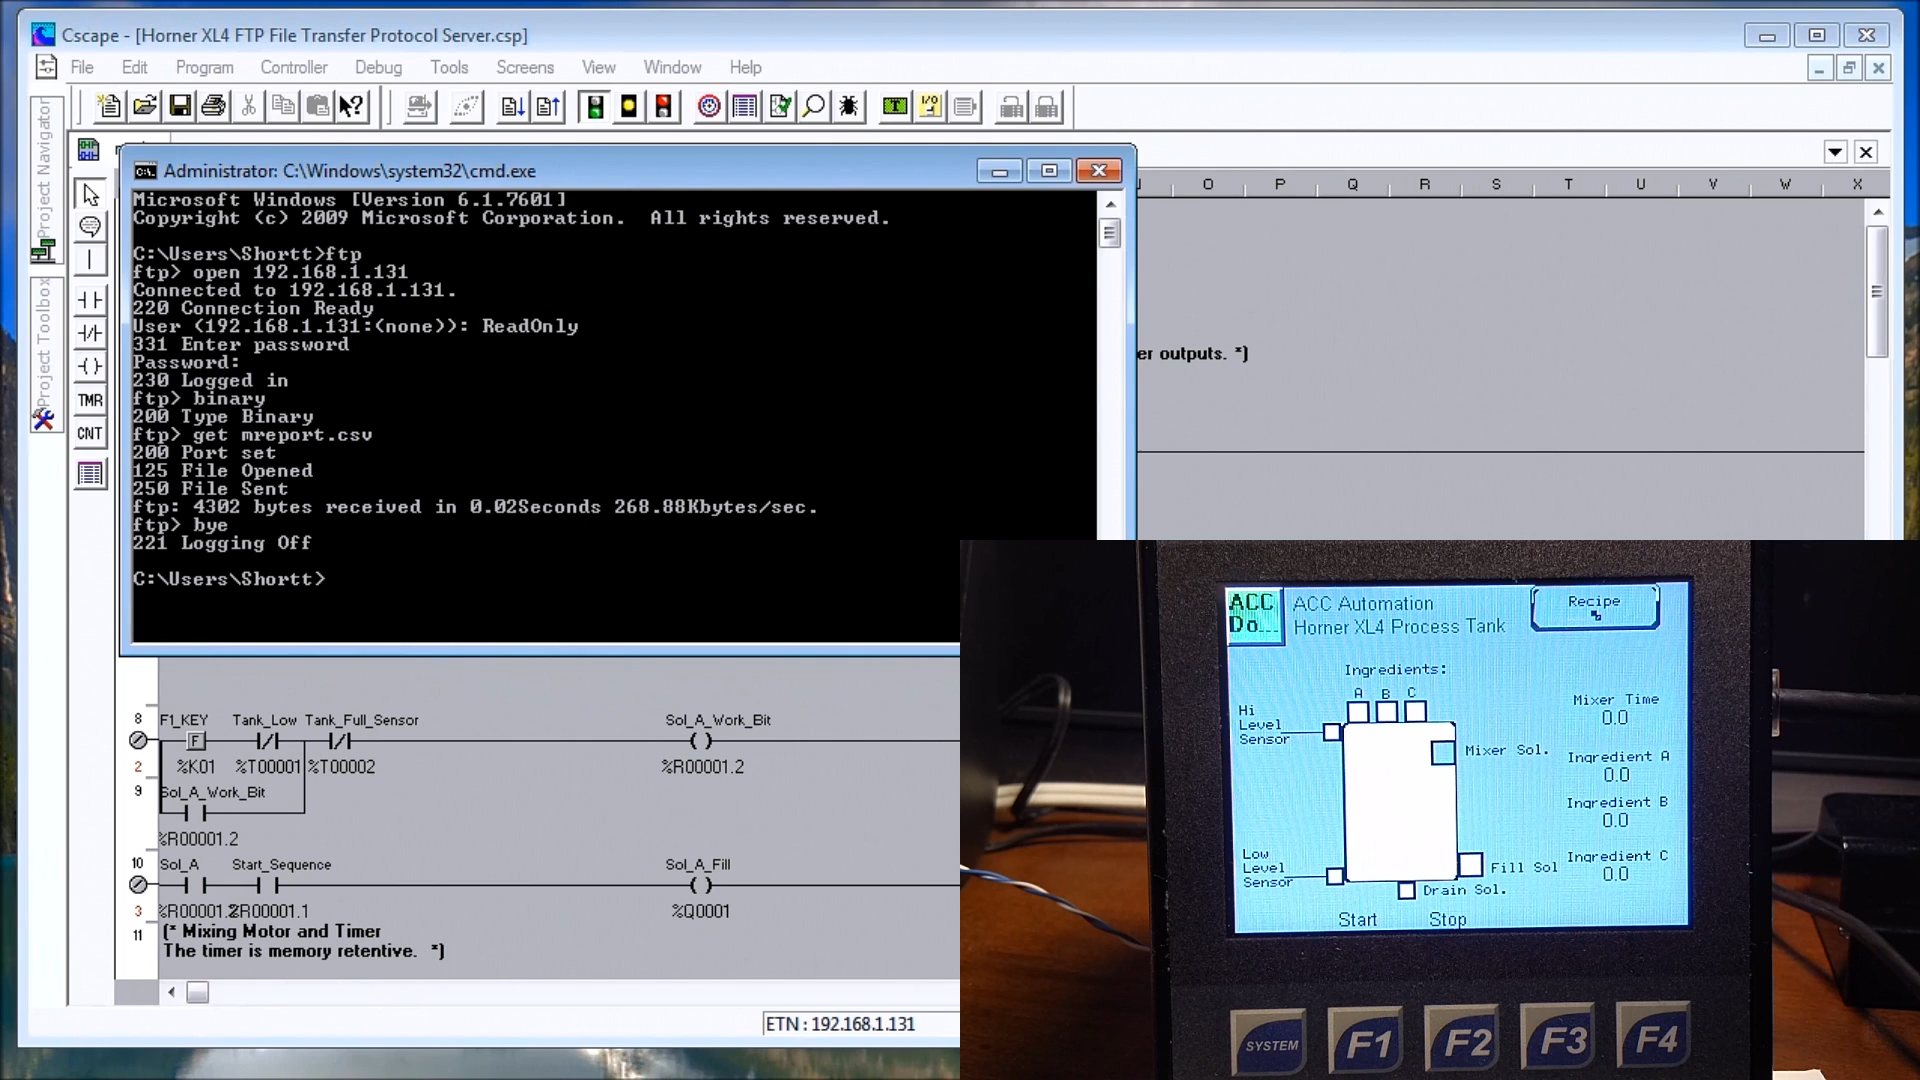 Cscape - [Horner XL4 FTP File Transfer Protocol Server.csp]
File Edit Program Controller Debug Tools Screens View Window Help
Project Navigator
Project Toolbox
TMR
CNT
O P Q R S T U V W X
Administrator: C:\Windows\system32\cmd.exe
Microsoft Windows [Version 6.1.7601]
Copyright (c) 2009 Microsoft Corporation. All rights reserved.
C:\Users\Shortt>ftp
ftp> open 192.168.1.131
Connected to 192.168.1.131.
220 Connection Ready
User (192.168.1.131:(none)): ReadOnly
331 Enter password
Password:
230 Logged in
ftp> binary
200 Type Binary
ftp> get mreport.csv
200 Port set
125 File Opened
250 File Sent
ftp: 4302 bytes received in 0.02Seconds 268.88Kbytes/sec.
ftp> bye
221 Logging Off
C:\Users\Shortt>
er outputs. *)
8 F1_KEY Tank_Low Tank_Full_Sensor Sol_A_Work_Bit
F
2 %K01 %T00001 %T00002 %R00001.2
9 Sol_A_Work_Bit
%R00001.2
10 Sol_A Start_Sequence Sol_A_Fill
3 %R00001.2 %R00001.1 %Q0001
11 (* Mixing Motor and Timer
The timer is memory retentive. *)
ETN : 192.168.1.131
ACC
Do...
ACC Automation
Horner XL4 Process Tank
Recipe
Ingredients:
A B C
Hi
Level
Sensor
Mixer Sol.
Mixer Time
0.0
Ingredient A
0.0
Ingredient B
0.0
Ingredient C
0.0
Low
Level
Sensor
Fill Sol
Drain Sol.
Start Stop
SYSTEM F1 F2 F3 F4